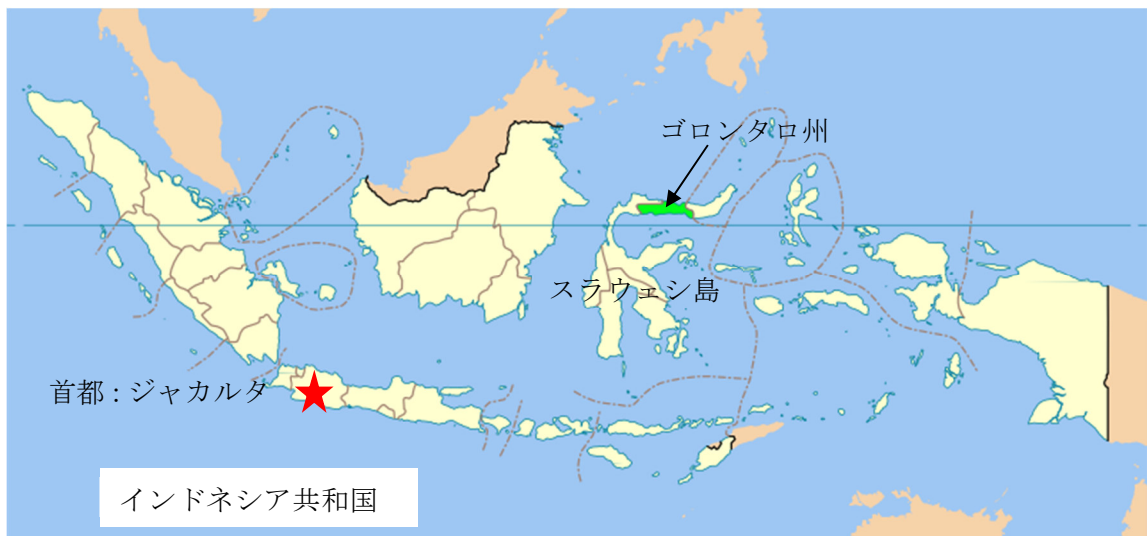 ゴロンタロ州
スラウェシ島
首都：ジャカルタ
インドネシア共和国